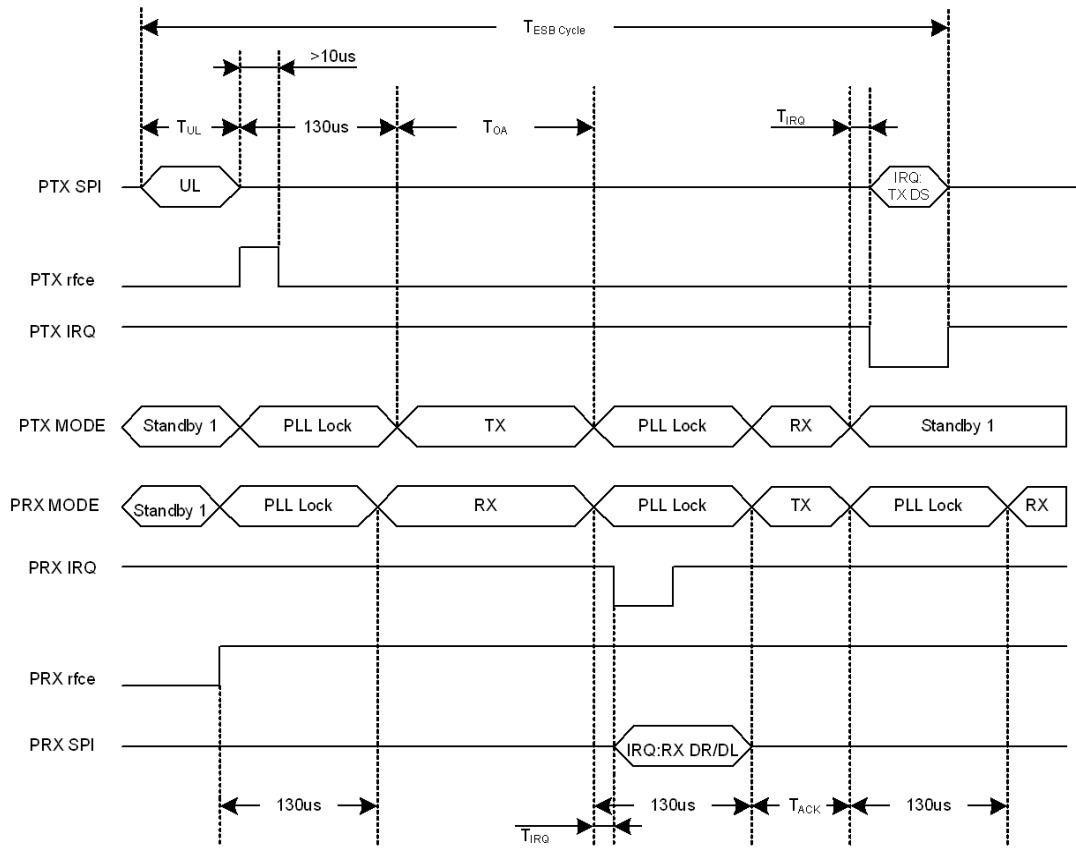 TESB Cycle
>10us
TUL 130us TOA TIRQ
PTX SPI UL IRQ:
TX DS
PTX rfce
PTX IRQ
PTX MODE Standby 1 PLL Lock TX PLL Lock RX Standby 1
PRX MODE Standby 1 PLL Lock RX PLL Lock TX PLL Lock RX
PRX IRQ
PRX rfce
PRX SPI IRQ:RX DR/DL
130us 130us TACK 130us
TIRQ